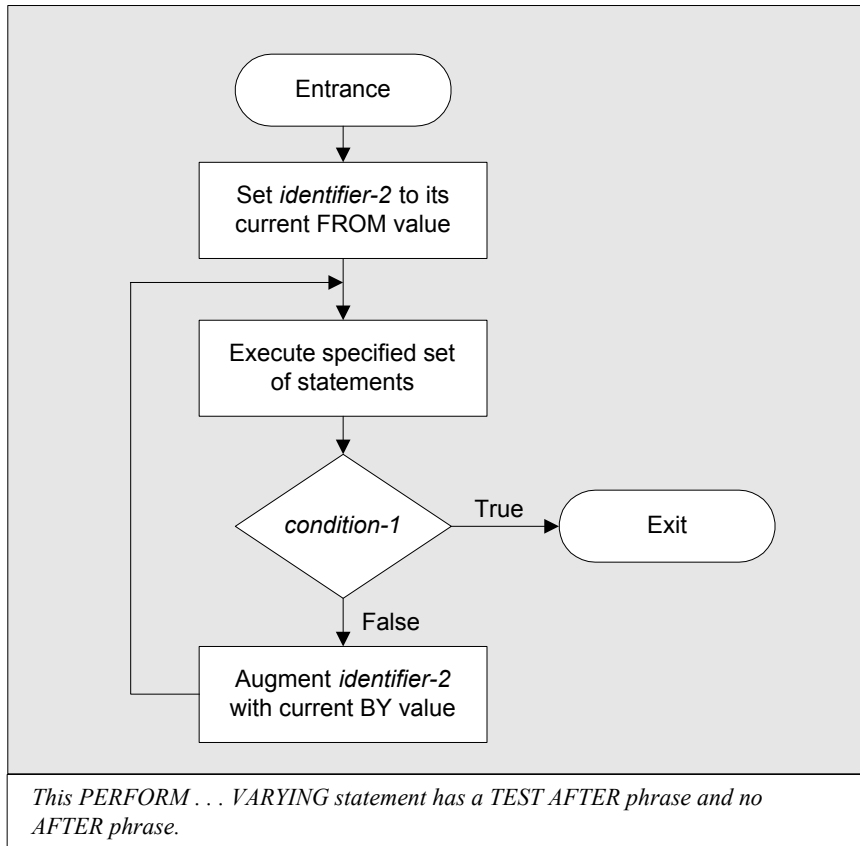 Entrance
Set identifier-2 to its
current FROM value
Execute specified set
of statements
condition-1
True
Exit
False
Augment identifier-2
with current BY value
This PERFORM . . . VARYING statement has a TEST AFTER phrase and no
AFTER phrase.